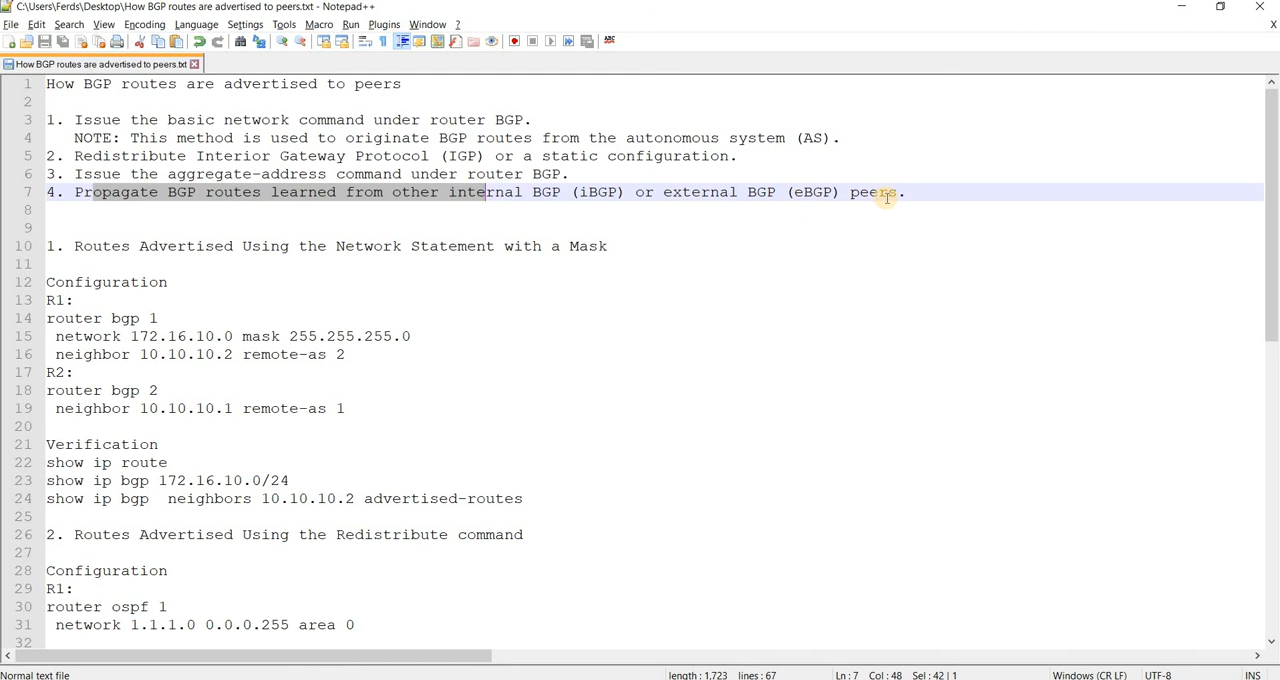 C:\Users\Ferds\Desktop\How BGP routes are advertised to peers.txt - Notepad++
File Edit Search View Encoding Language Settings Tools Macro Run Plugins Window ?
X
How BGP routes are advertised to peers.txt
1 How BGP routes are advertised to peers
2
3 1. Issue the basic network command under router BGP.
4 NOTE: This method is used to originate BGP routes from the autonomous system (AS).
5 2. Redistribute Interior Gateway Protocol (IGP) or a static configuration.
6 3. Issue the aggregate-address command under router BGP.
7 4. Propagate BGP routes learned from other internal BGP (iBGP) or external BGP (eBGP) peers.
8
9
10 1. Routes Advertised Using the Network Statement with a Mask
11
12 Configuration
13 R1:
14 router bgp 1
15 network 172.16.10.0 mask 255.255.255.0
16 neighbor 10.10.10.2 remote-as 2
17 R2:
18 router bgp 2
19 neighbor 10.10.10.1 remote-as 1
20
21 Verification
22 show ip route
23 show ip bgp 172.16.10.0/24
24 show ip bgp  neighbors 10.10.10.2 advertised-routes
25
26 2. Routes Advertised Using the Redistribute command
27
28 Configuration
29 R1:
30 router ospf 1
31 network 1.1.1.0 0.0.0.255 area 0
32
Normal text file length : 1,723 lines : 67 Ln : 7 Col : 48 Sel : 42 | 1 Windows (CR LF) UTF-8 INS